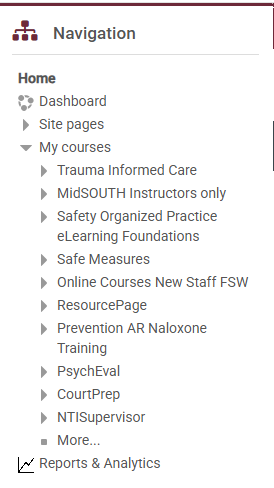 Navigation
Home
Dashboard
Site pages
My courses
Trauma Informed Care
MidSOUTH Instructors only
Safety Organized Practice
eLearning Foundations
Safe Measures
Online Courses New Staff FSW
ResourcePage
Prevention AR Naloxone
Training
PsychEval
CourtPrep
NTISupervisor
More...
Reports & Analytics